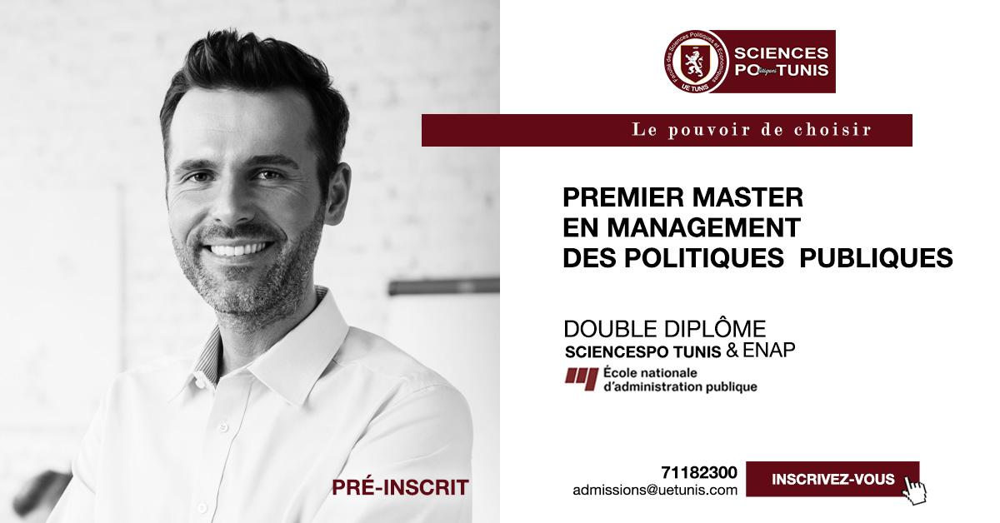 Faculté des Sciences Politiques et Economiques
UE TUNIS
SCIENCES
POlitiques TUNIS
Le pouvoir de choisir
PREMIER MASTER
EN MANAGEMENT
DES POLITIQUES PUBLIQUES
DOUBLE DIPLÔME
SCIENCESPO TUNIS & ENAP
École nationale
d'administration publique
PRÉ-INSCRIT
71182300
admissions@uetunis.com
INSCRIVEZ-VOUS